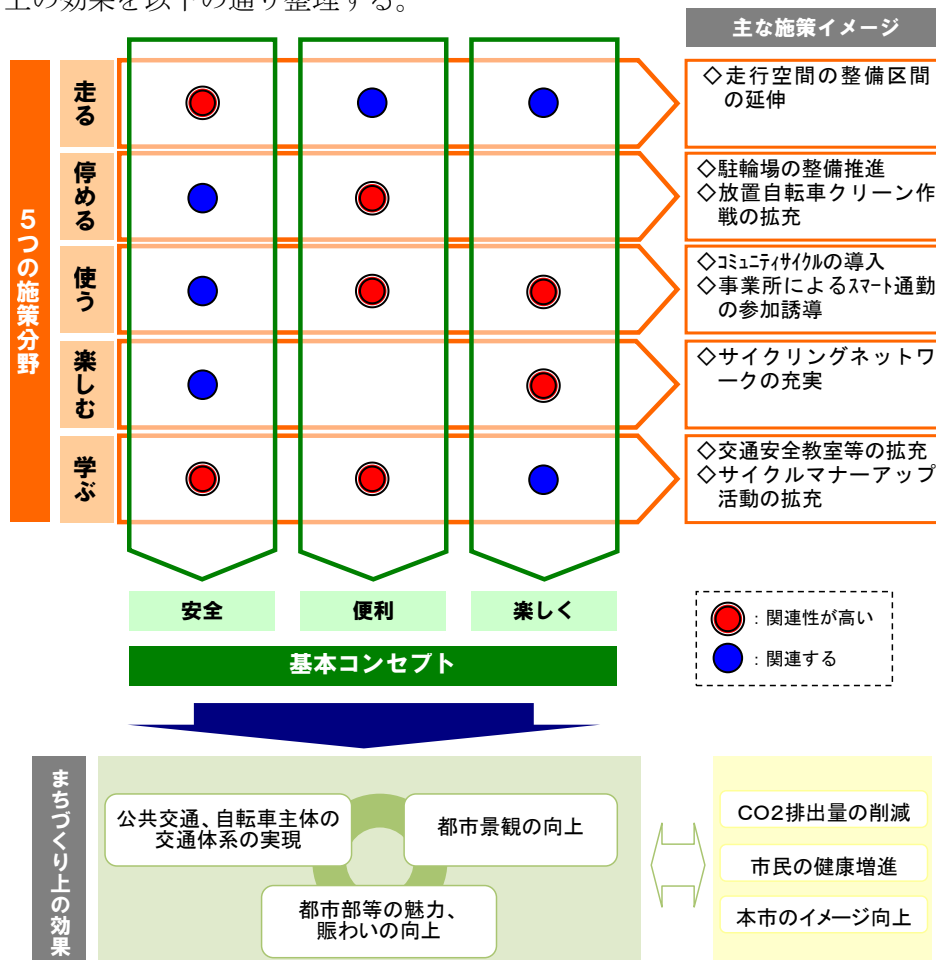 上の効果を以下の通り整理する。
主な施策イメージ
5つの施策分野
走る
◇走行空間の整備区間
の延伸
停める
◇駐輪場の整備推進
◇放置自転車クリーン作
戦の拡充
使う
◇ｺﾐｭﾆﾃｨｻｲｸﾙの導入
◇事業所によるｽﾏｰﾄ通勤
の参加誘導
楽しむ
◇サイクリングネットワ
ークの充実
学ぶ
◇交通安全教室等の拡充
◇サイクルマナーアップ
活動の拡充
安全
便利
楽しく
基本コンセプト
：関連性が高い
：関連する
まちづくり上の効果
公共交通、自転車主体の
交通体系の実現
都市景観の向上
都市部等の魅力、
賑わいの向上
CO2排出量の削減
市民の健康増進
本市のイメージ向上